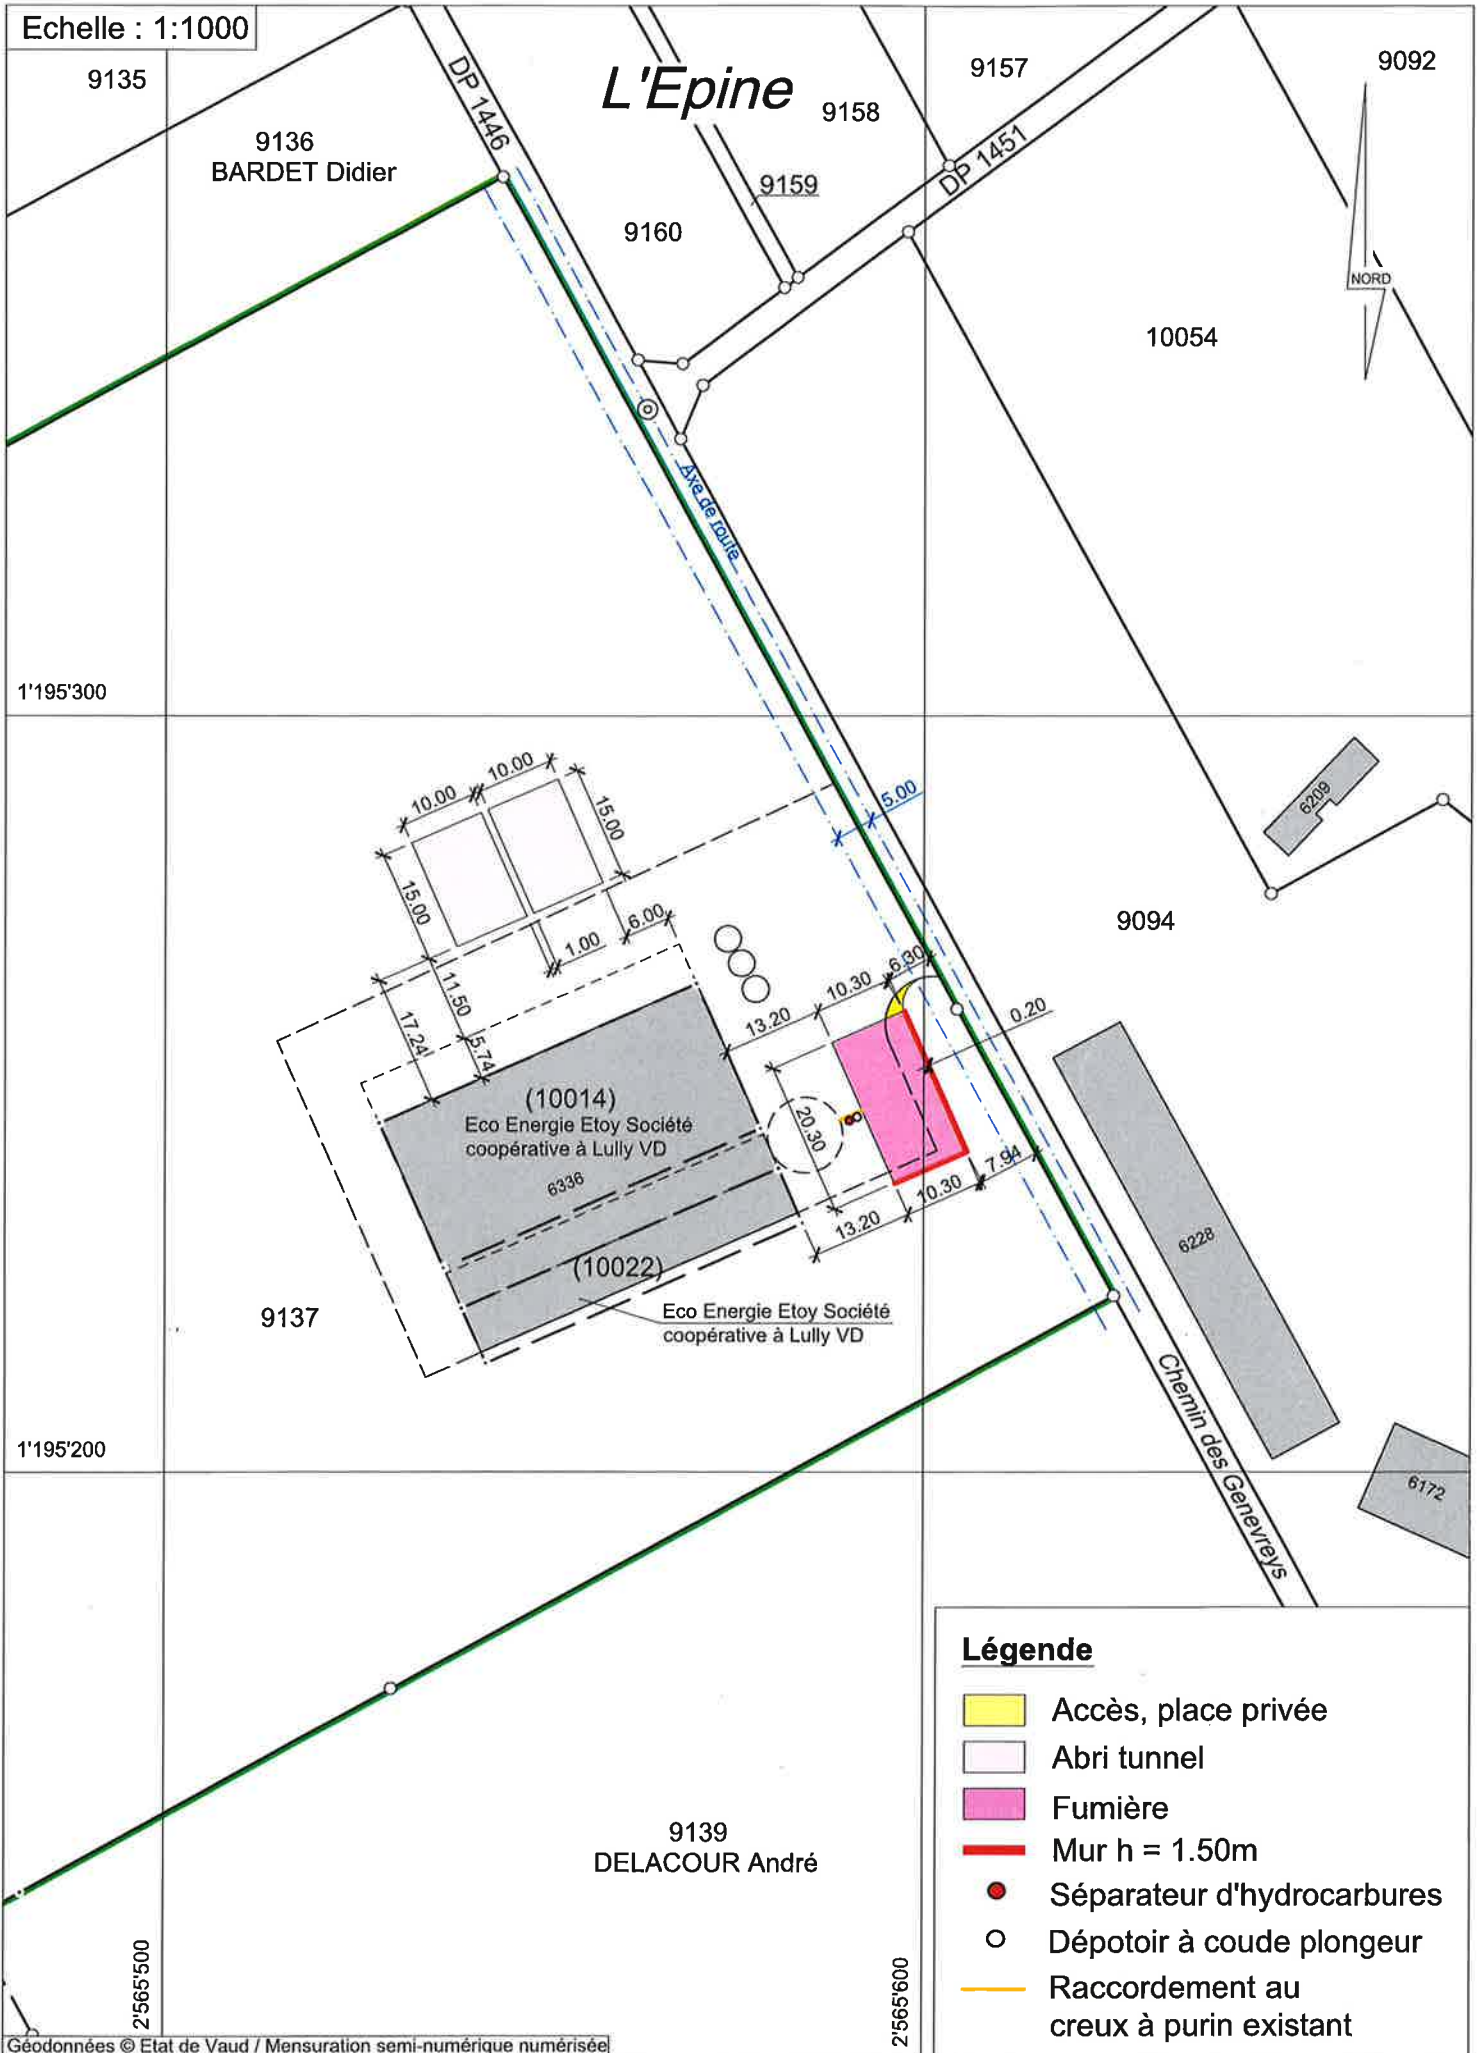 Echelle : 1:1000
9135
DP 1446
L'Epine
9158
9157
9092
9136
BARDET Didier
9159
DP 1451
9160
NORD
10054
Axe de route
1'195'300
10.00
10.00
15.00
5.00
6209
15.00
9094
6.00
1.00
11.50
17.24
5.74
6.30
10.30
13.20
0.20
(10014)
Eco Energie Etoy Société
coopérative à Lully VD
6336
20.30
7.94
10.30
13.20
6228
(10022)
9137
Eco Energie Etoy Société
coopérative à Lully VD
Chemin des Genevreys
1'195'200
6172
Légende
Accès, place privée
Abri tunnel
Fumière
Mur h = 1.50m
Séparateur d'hydrocarbures
Dépotoir à coude plongeur
Raccordement au
creux à purin existant
9139
DELACOUR André
2'565'500
2'565'600
Géodonnées © Etat de Vaud / Mensuration semi-numérique numérisée